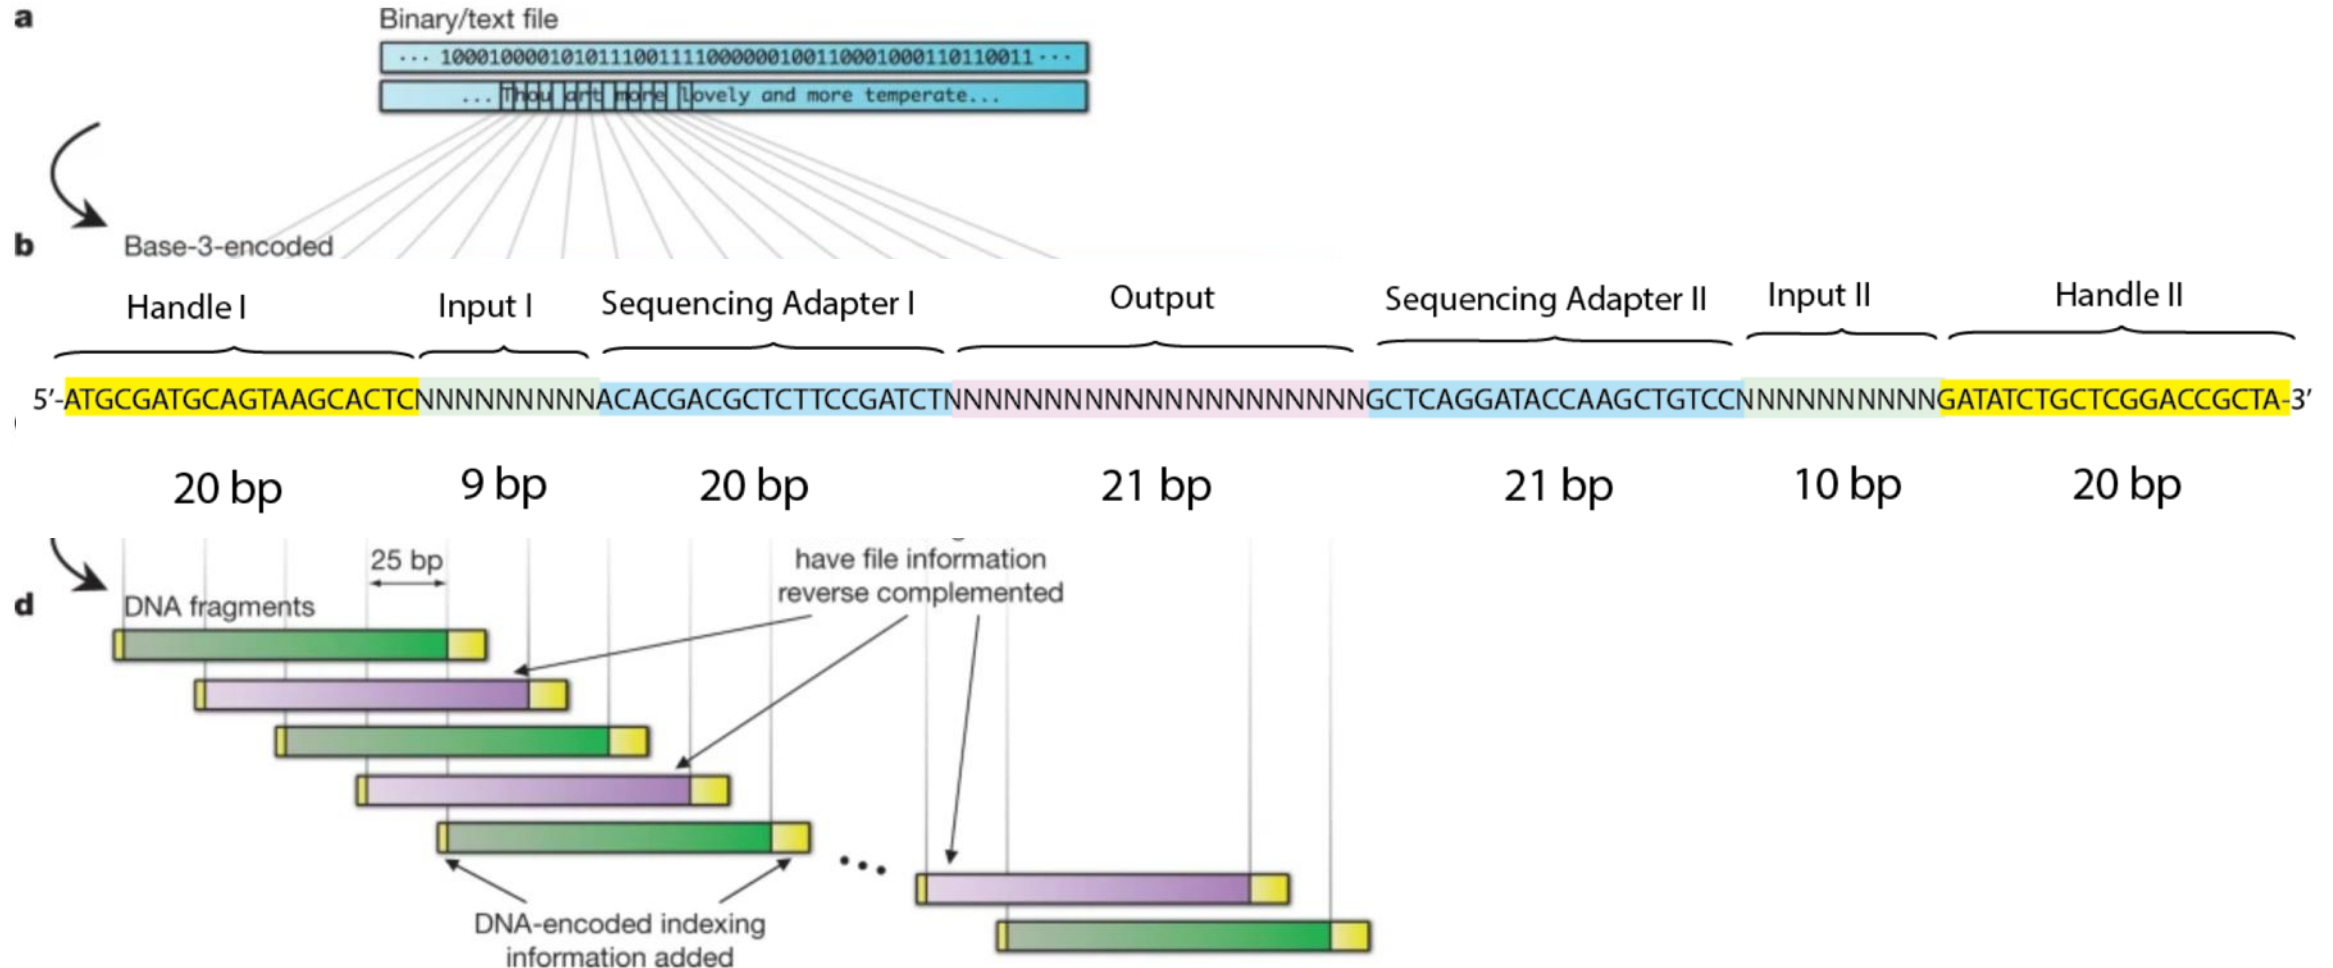 a
Binary/text file
··· 10001000010101110011110000000100110001000110110011 ···
... Thou art more lovely and more temperate...
b
Base-3-encoded
Handle I Input I Sequencing Adapter I Output Sequencing Adapter II Input II Handle II
5’-ATGCGATGCAGTAAGCACTCNNNNNNNNNACACGACGCTCTTCCGATCTNNNNNNNNNNNNNNNNNNNNNGCTCAGGATACCAAGCTGTCCNNNNNNNNNNGATATCTGCTCGGACCGCTA-3’
20 bp 9 bp 20 bp 21 bp 21 bp 10 bp 20 bp
25 bp
have file information
reverse complemented
d
DNA fragments
DNA-encoded indexing
information added